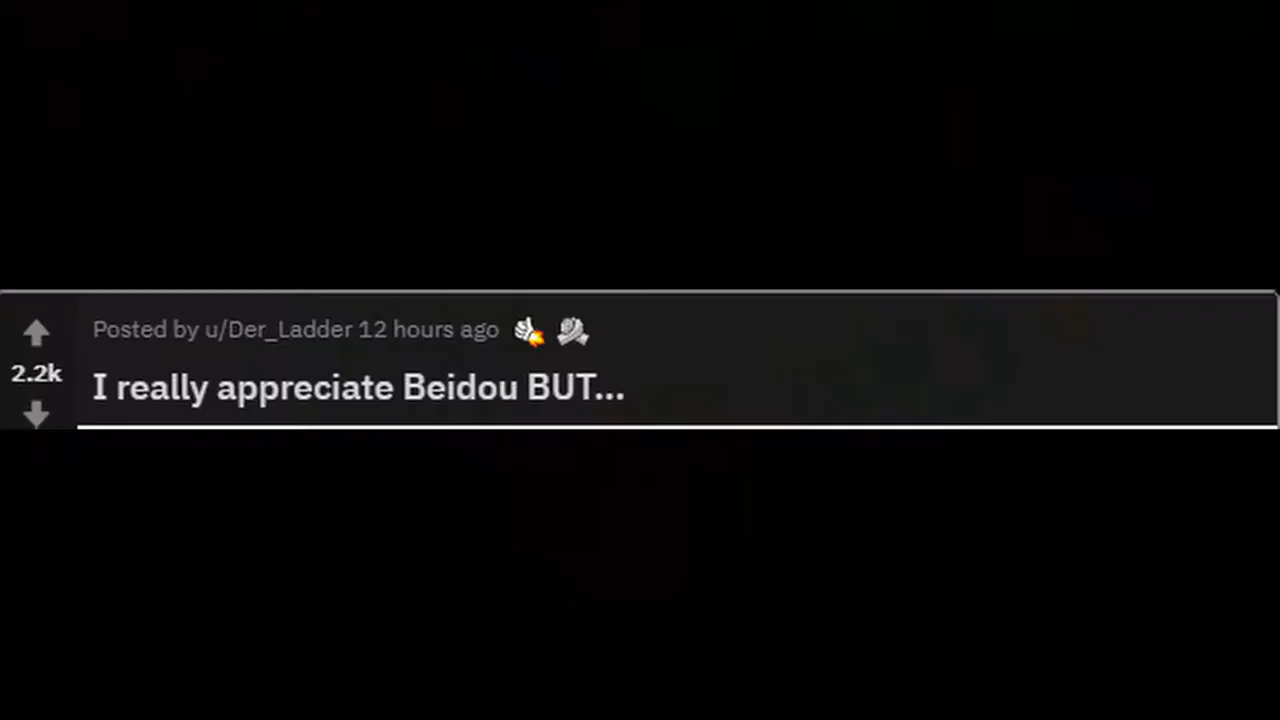 Posted by u/Der_Ladder 12 hours ago
2.2k
I really appreciate Beidou BUT...